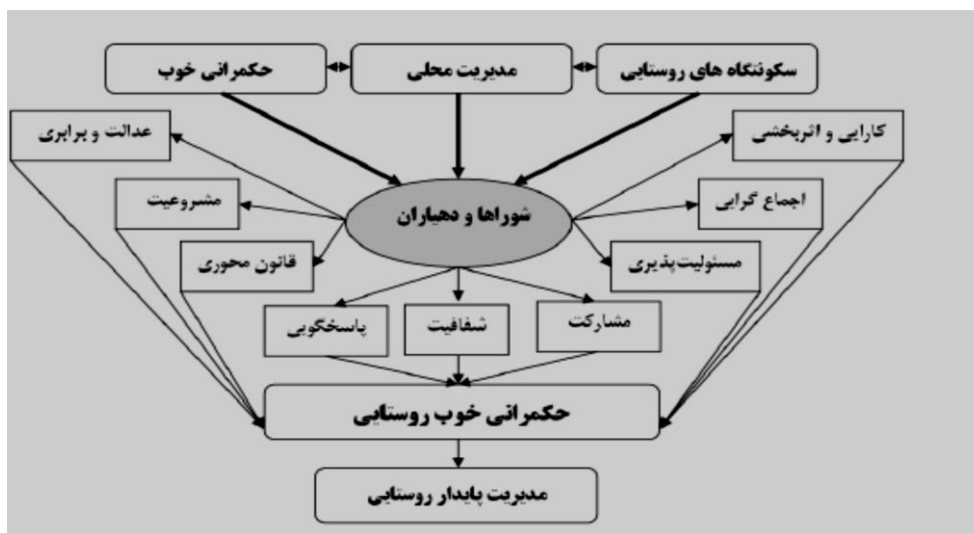 سکونتگاه های روستایی
مدیریت محلی
حکمرانی خوب
کارایی و اثربخشی
عدالت و برابری
اجماع گرایی
شوراها و دهیاران
مشروعیت
مسئولیت‌پذیری
قانون محوری
مشارکت
شفافیت
پاسخگویی
حکمرانی خوب روستایی
مدیریت پایدار روستایی